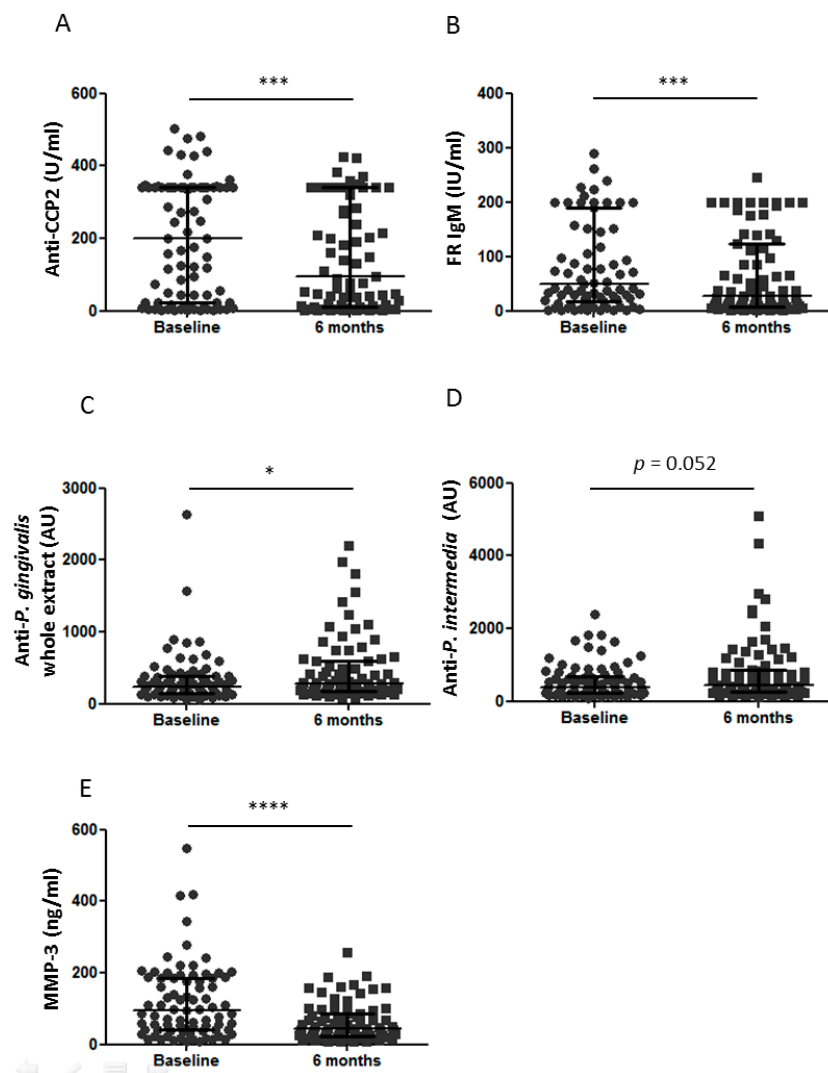 A
B
***
***
600
400
200
0
Anti-CCP2 (U/ml)
Baseline
6 months
400
300
200
100
0
FR IgM (IU/ml)
Baseline
6 months
C
D
*
p = 0.052
3000
2000
1000
0
Anti-P. gingivalis
whole extract (AU)
Baseline
6 months
6000
4000
2000
0
Anti-P. intermedia (AU)
Baseline
6 months
E
****
600
400
200
0
MMP-3 (ng/ml)
Baseline
6 months